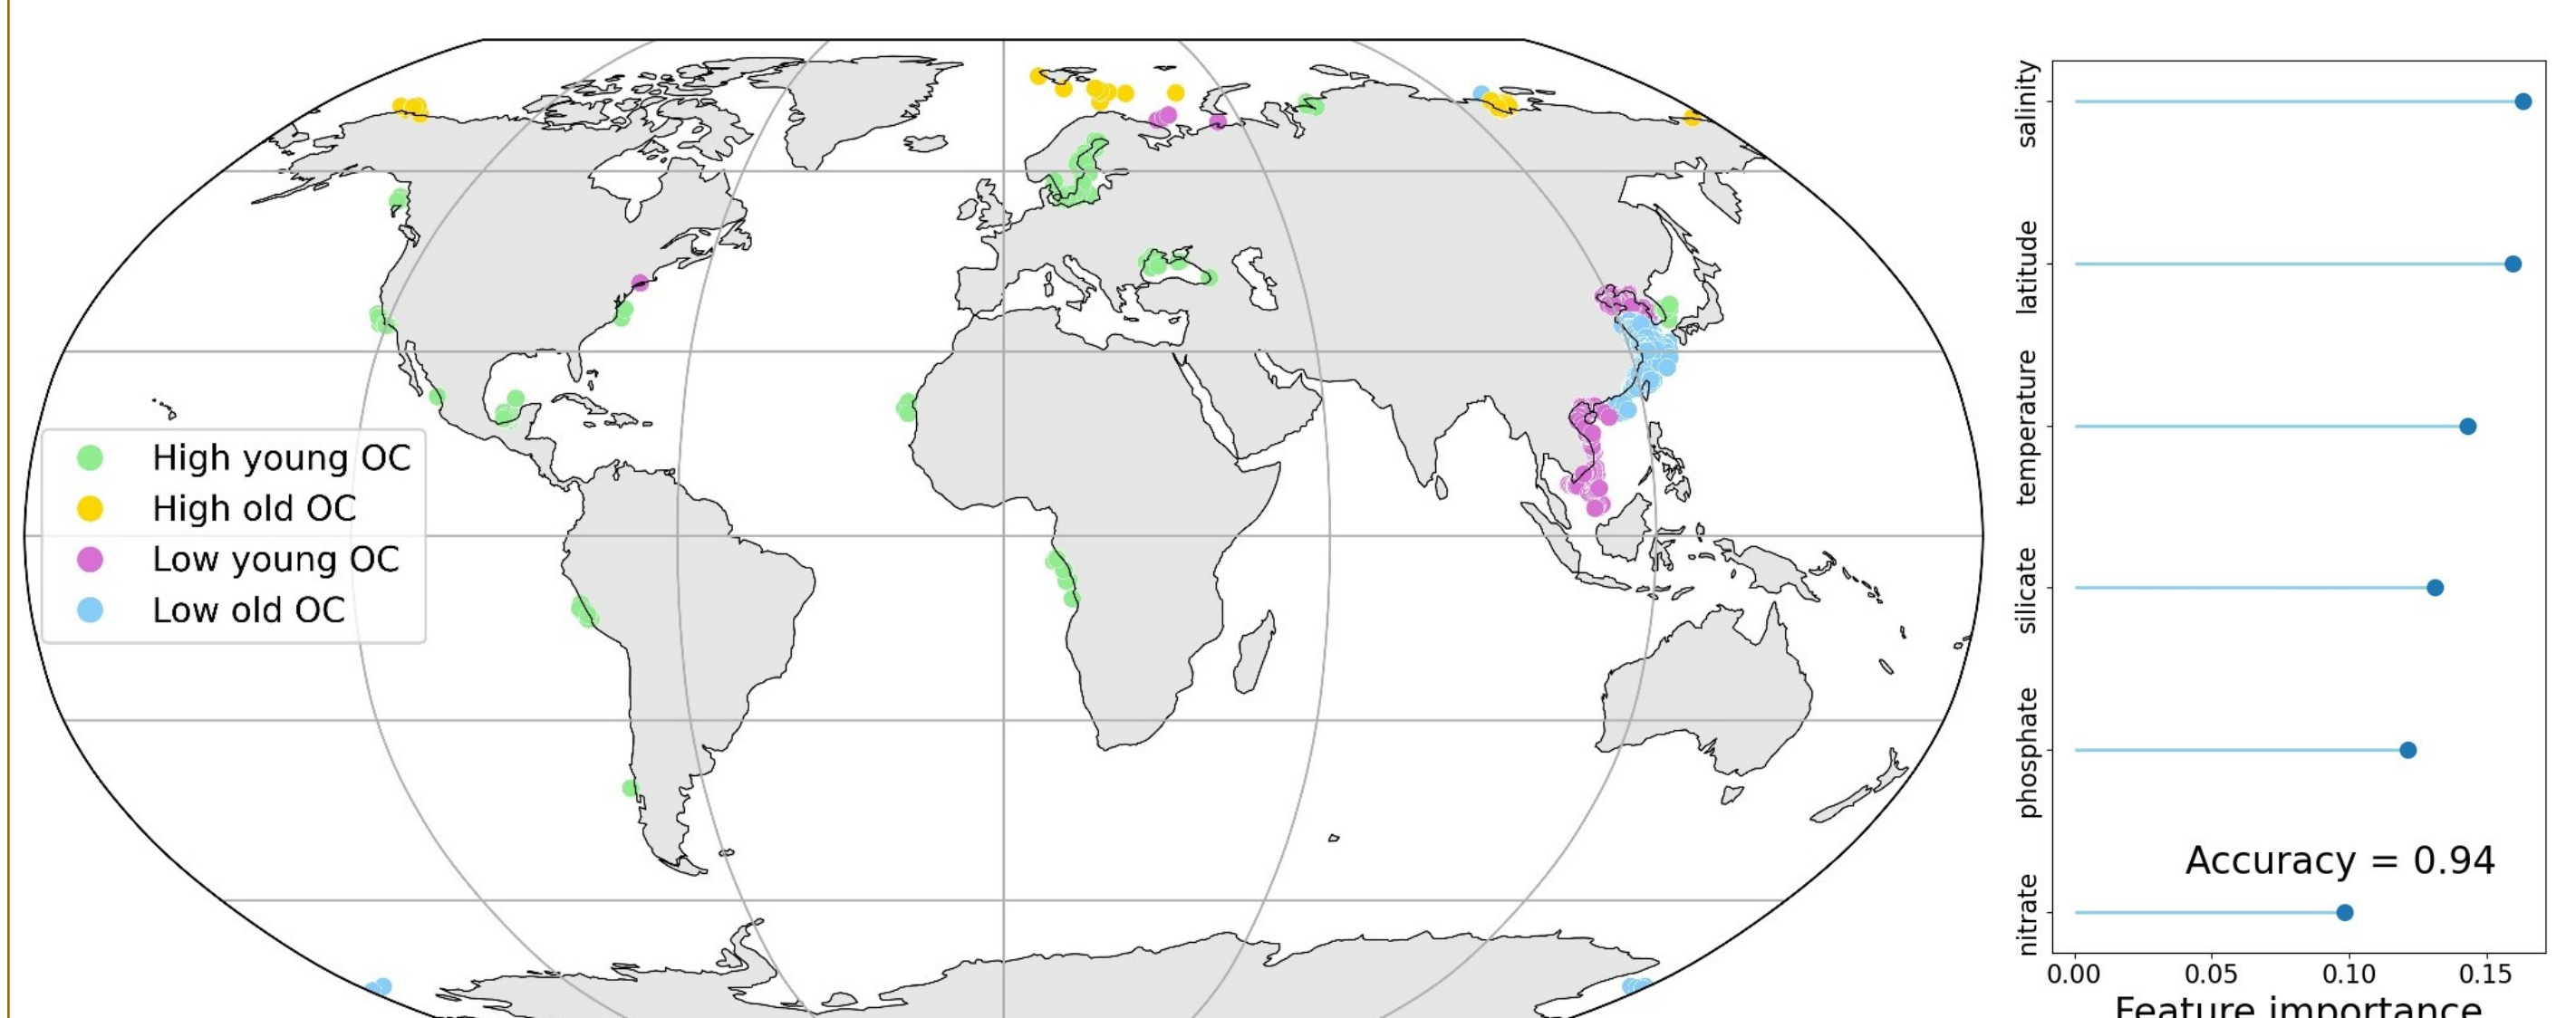 High young OC
High old OC
Low young OC
Low old OC
salinity
latitude
temperature
silicate
phosphate
nitrate
Accuracy = 0.94
0.00 0.05 0.10 0.15
Feature importance